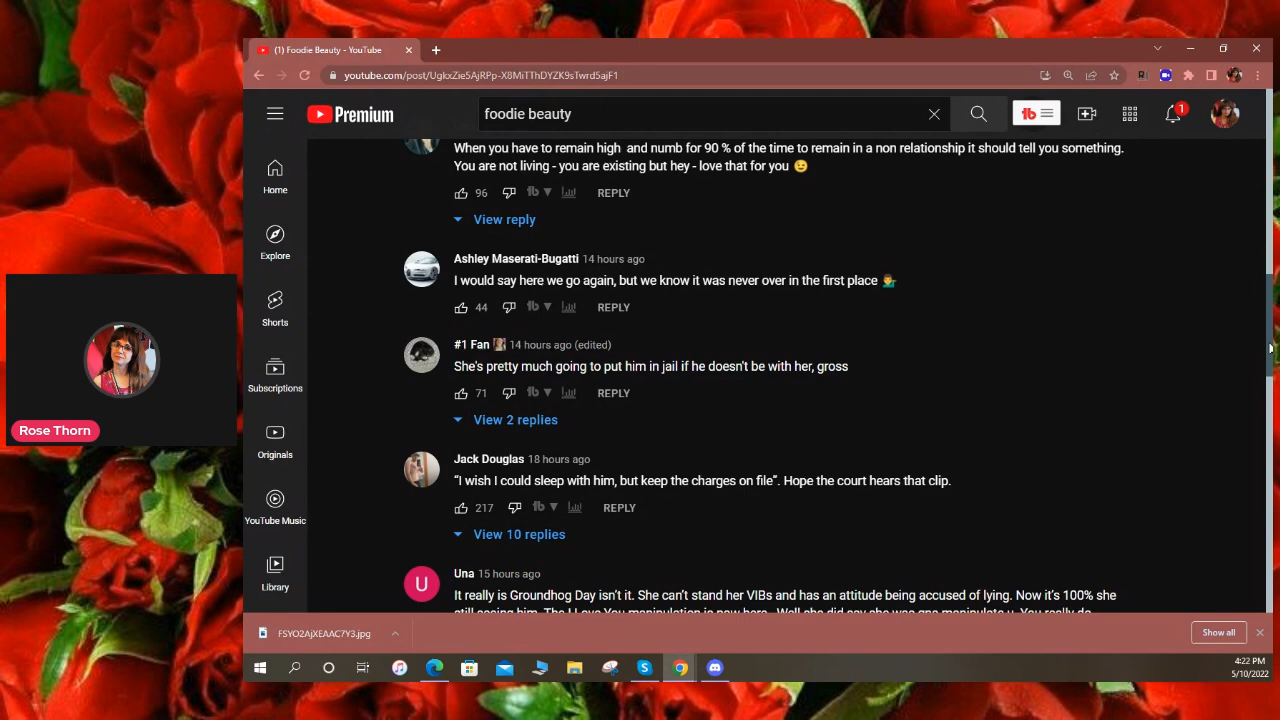 (1) Foodie Beauty - YouTube
youtube.com/post/UgkxZie5AjRPp-X8MiTThDYZK9sTwrd5ajF1
Premium
foodie beauty
tb
1
Home
Explore
Shorts
Subscriptions
Originals
YouTube Music
Library
When you have to remain high and numb for 90 % of the time to remain in a non relationship it should tell you something.
You are not living - you are existing but hey - love that for you 😉
96 tb REPLY
View reply
Ashley Maserati-Bugatti 14 hours ago
I would say here we go again, but we know it was never over in the first place 💁‍♂️
44 tb REPLY
#1 Fan 14 hours ago (edited)
She's pretty much going to put him in jail if he doesn't be with her, gross
71 tb REPLY
View 2 replies
Jack Douglas 18 hours ago
“I wish I could sleep with him, but keep the charges on file“. Hope the court hears that clip.
217 tb REPLY
View 10 replies
U
Una 15 hours ago
It really is Groundhog Day isn't it. She can't stand her VIBs and has an attitude being accused of lying. Now it's 100% she
Rose Thorn
FSYO2AjXEAAC7Y3.jpg
Show all
4:22 PM
5/10/2022